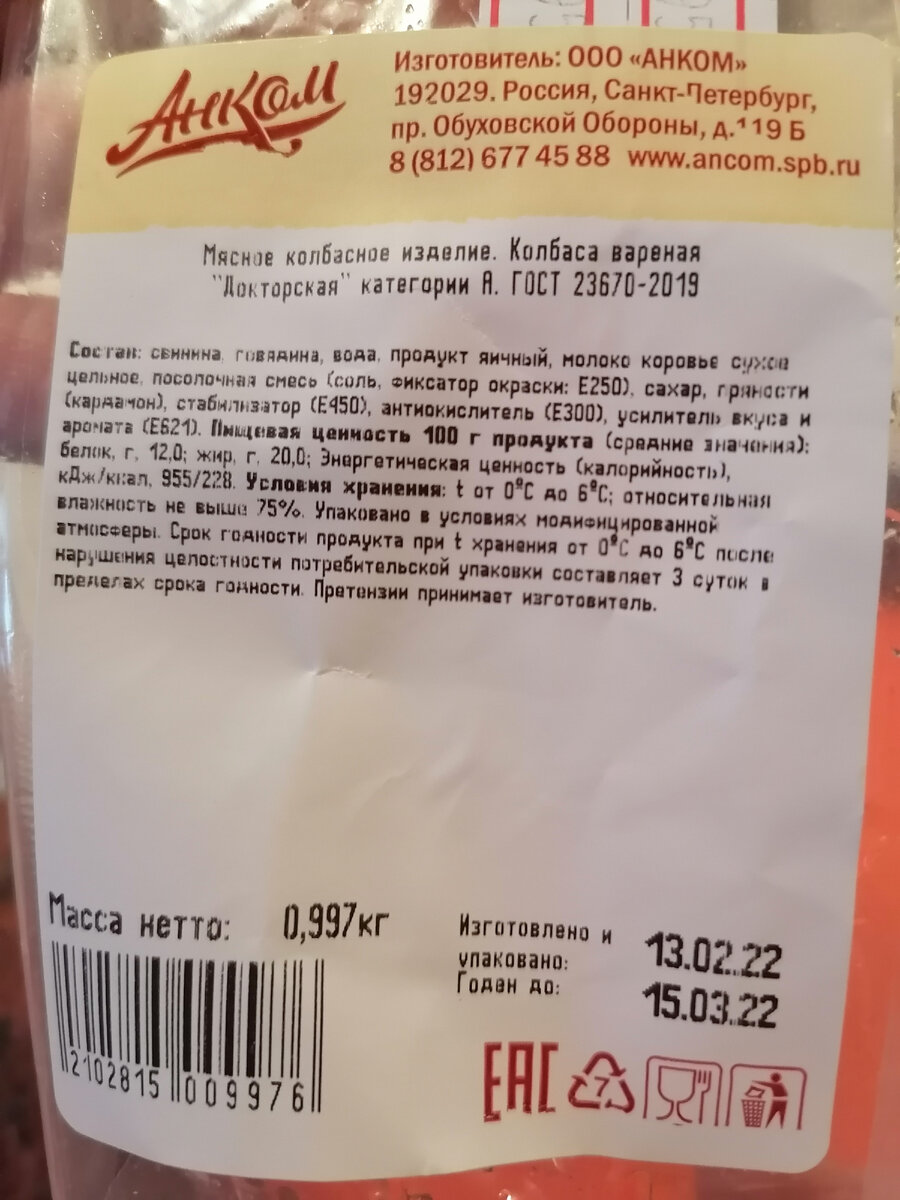 АНКОМ
Изготовитель: ООО «АНКОМ»
192029. Россия, Санкт-Петербург,
пр. Обуховской Обороны, д.119 Б
8 (812) 677 45 88 www.ancom.spb.ru
Мясное колбасное изделие. Колбаса вареная
"Докторская" категории А. ГОСТ 23670-2019
Состав: свинина, говядина, вода, продукт яичный, молоко коровье сухое
цельное, посолочная смесь (соль, фиксатор окраски: Е250), сахар, пряности
(кардамон), стабилизатор (Е450), антиокислитель (Е300), усилитель вкуса и
аромата (Е621). Пищевая ценность 100 г продукта (средние значения):
белок, г, 12,0; жир, г, 20,0; Энергетическая ценность (калорийность),
кДж/ккал, 955/228. Условия хранения: t от 0°С до 6°С; относительная
влажность не выше 75%. Упаковано в условиях модифицированной
атмосферы. Срок годности продукта при t хранения от 0°С до 6°С после
нарушения целостности потребительской упаковки составляет 3 суток в
пределах срока годности. Претензии принимает изготовитель.
Масса нетто: 0,997кг
Изготовлено и
упаковано: 13.02.22
Годен до: 15.03.22
2102815 009976
ЕАС 7